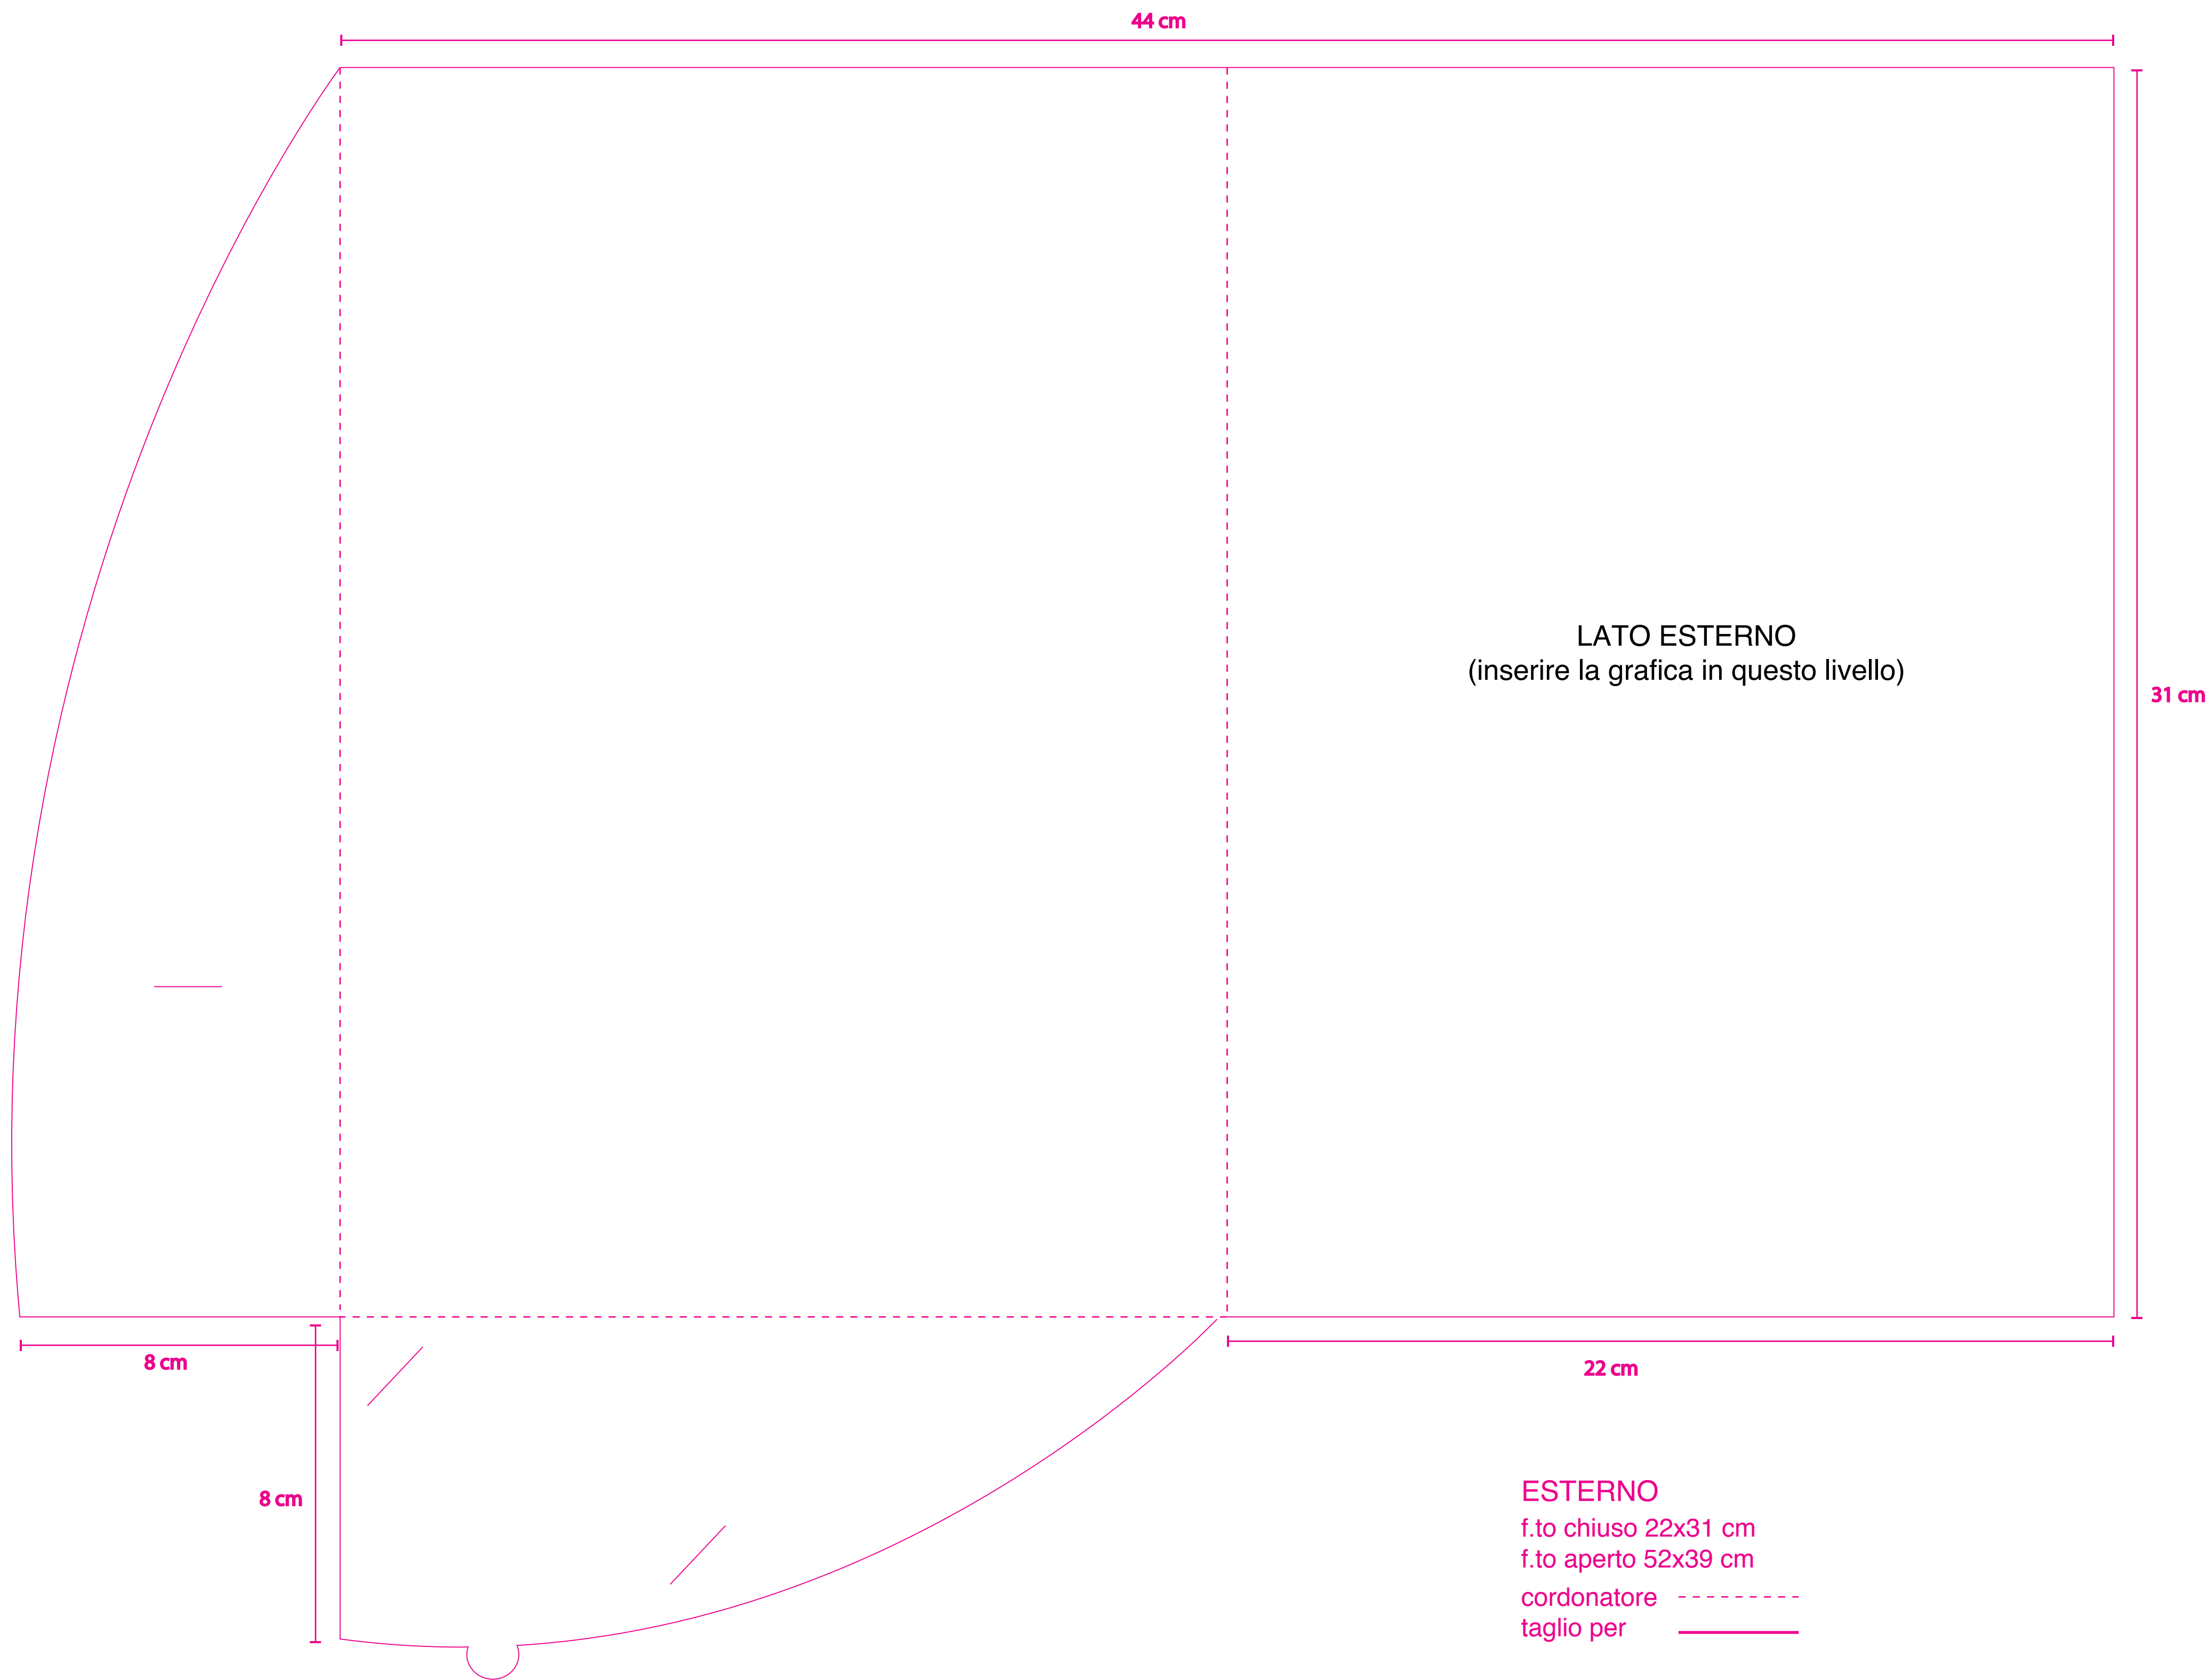 44 cm
LATO ESTERNO
(inserire la grafica in questo livello)
31 cm
8 cm
22 cm
8 cm
ESTERNO
f.to chiuso 22x31 cm
f.to aperto 52x39 cm
cordonatore
taglio per